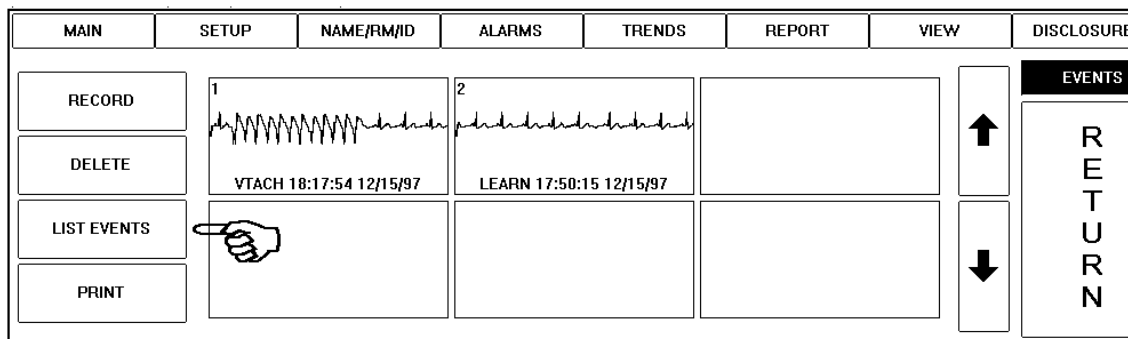 MAIN SETUP NAME/RM/ID ALARMS TRENDS REPORT VIEW DISCLOSURE
EVENTS
RECORD
DELETE
LIST EVENTS
PRINT
1
VTACH 18:17:54 12/15/97
2
LEARN 17:50:15 12/15/97
RETURN